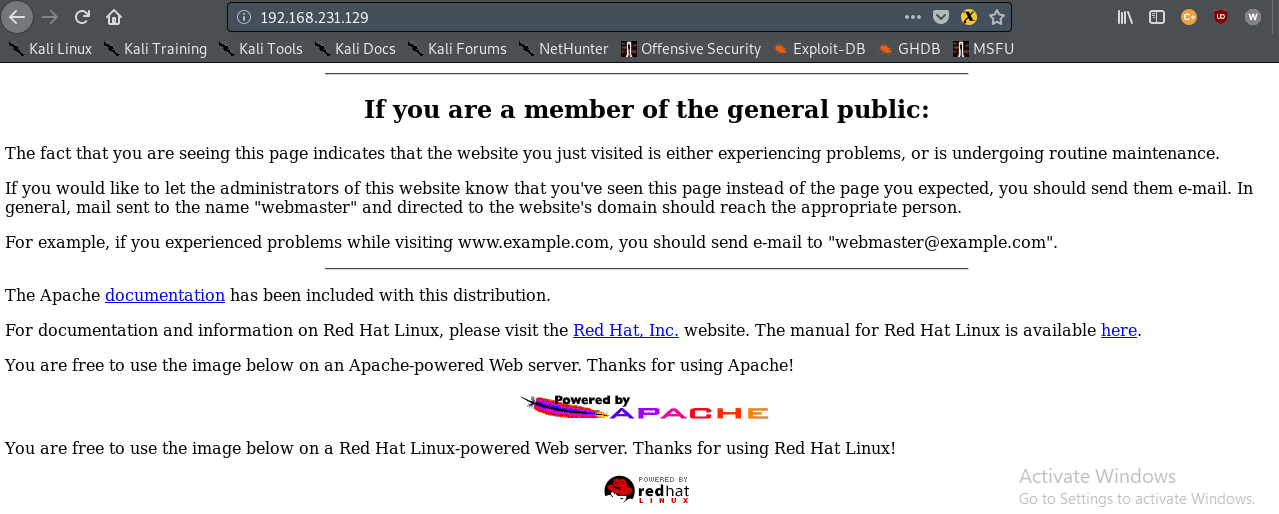 192.168.231.129
Kali Linux Kali Training Kali Tools Kali Docs Kali Forums NetHunter Offensive Security Exploit-DB GHDB MSFU
If you are a member of the general public:
The fact that you are seeing this page indicates that the website you just visited is either experiencing problems, or is undergoing routine maintenance.
If you would like to let the administrators of this website know that you've seen this page instead of the page you expected, you should send them e-mail. In
general, mail sent to the name "webmaster" and directed to the website's domain should reach the appropriate person.
For example, if you experienced problems while visiting www.example.com, you should send e-mail to "webmaster@example.com".
The Apache documentation has been included with this distribution.
For documentation and information on Red Hat Linux, please visit the Red Hat, Inc. website. The manual for Red Hat Linux is available here.
You are free to use the image below on an Apache-powered Web server. Thanks for using Apache!
Powered by
APACHE
You are free to use the image below on a Red Hat Linux-powered Web server. Thanks for using Red Hat Linux!
POWERED BY
redhat
LINUX
Activate Windows
Go to Settings to activate Windows.